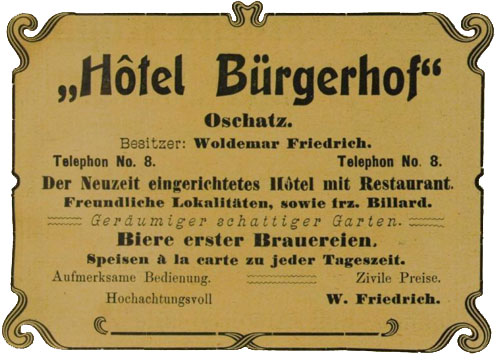 „Hôtel Bürgerhof“
Oschatz.
Besitzer: Woldemar Friedrich.
Telephon No. 8. Telephon No. 8.
Der Neuzeit eingerichtetes Hôtel mit Restaurant.
Freundliche Lokalitäten, sowie frz. Billard.
Geräumiger schattiger Garten.
Biere erster Brauereien.
Speisen à la carte zu jeder Tageszeit.
Aufmerksame Bedienung. Zivile Preise.
Hochachtungsvoll W. Friedrich.